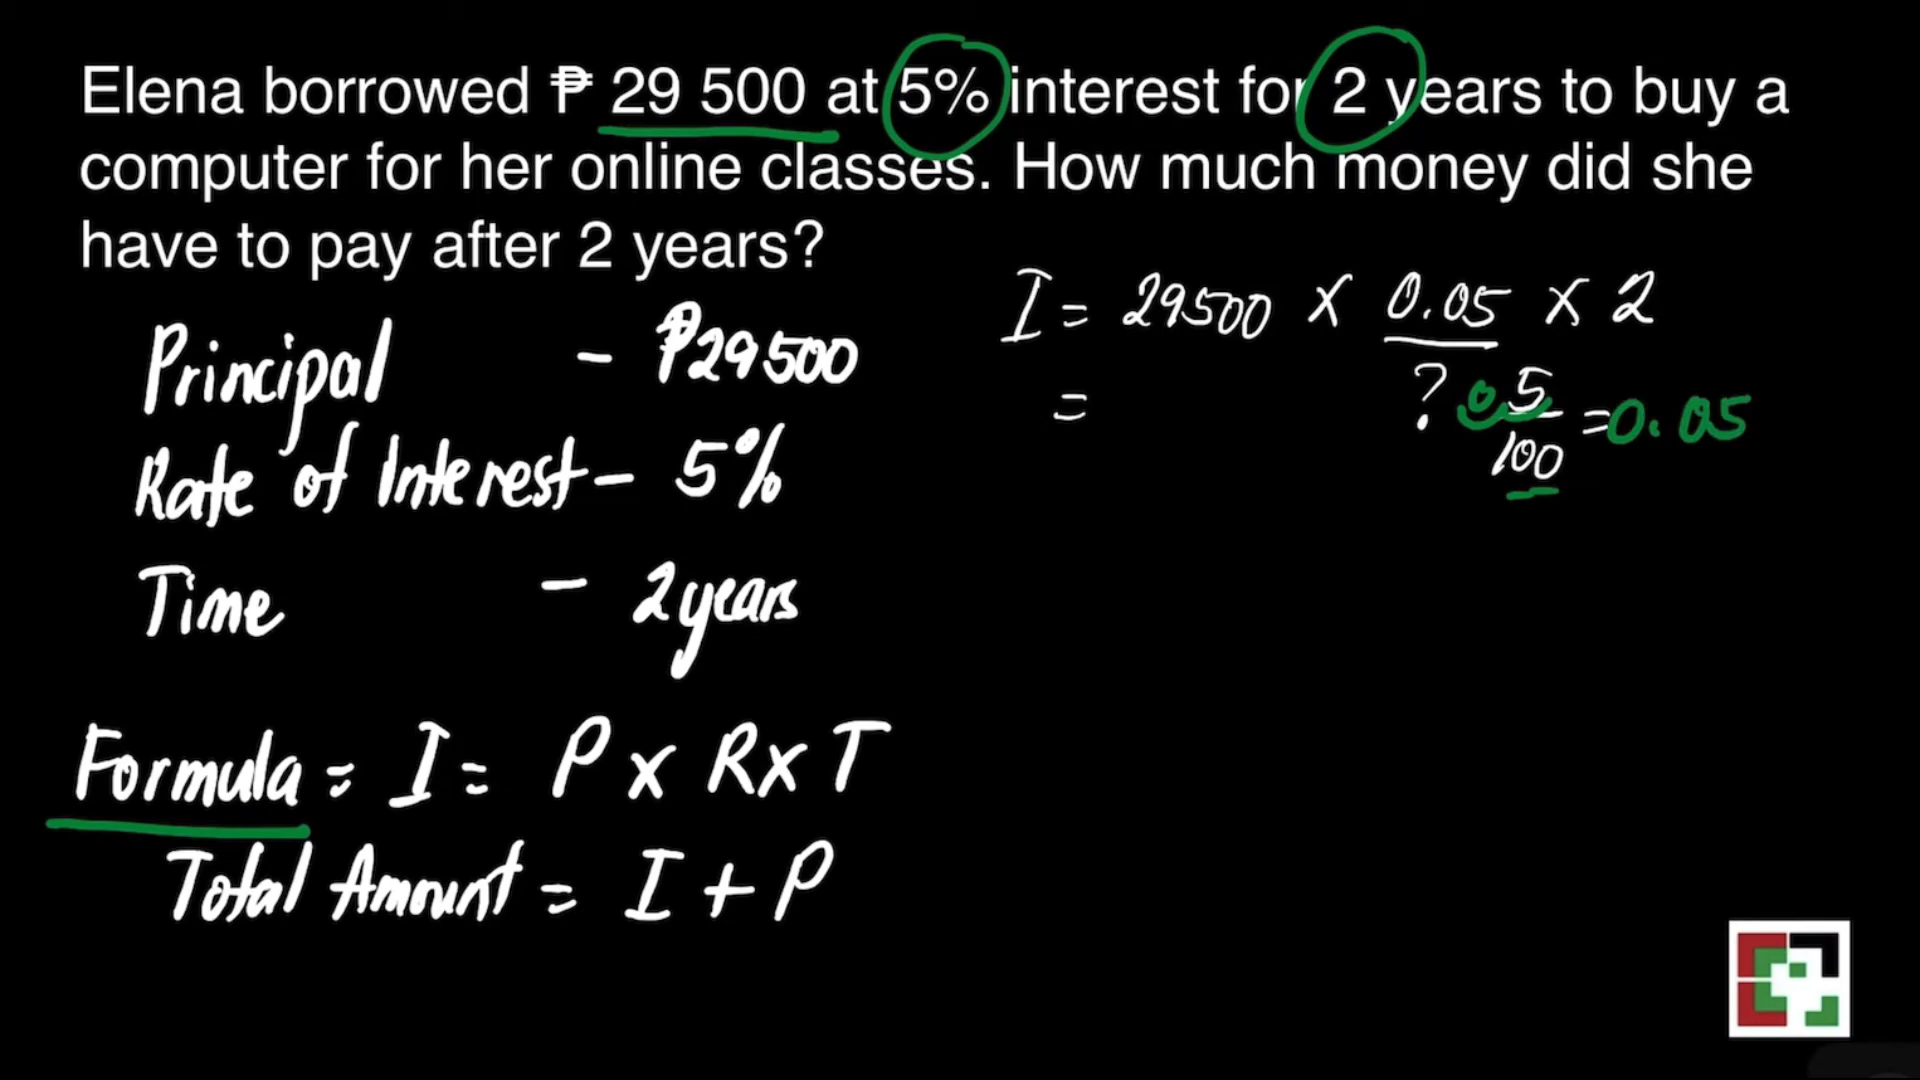 Elena borrowed ₱ 29 500 at 5% interest for 2 years to buy a
computer for her online classes. How much money did she
have to pay after 2 years?
I = 29500 x 0.05 x 2
Principal - ₱29500
= ? 5/100 = 0.05
Rate of Interest - 5%
Time - 2 years
Formula = I = P x R x T
Total Amount = I + P